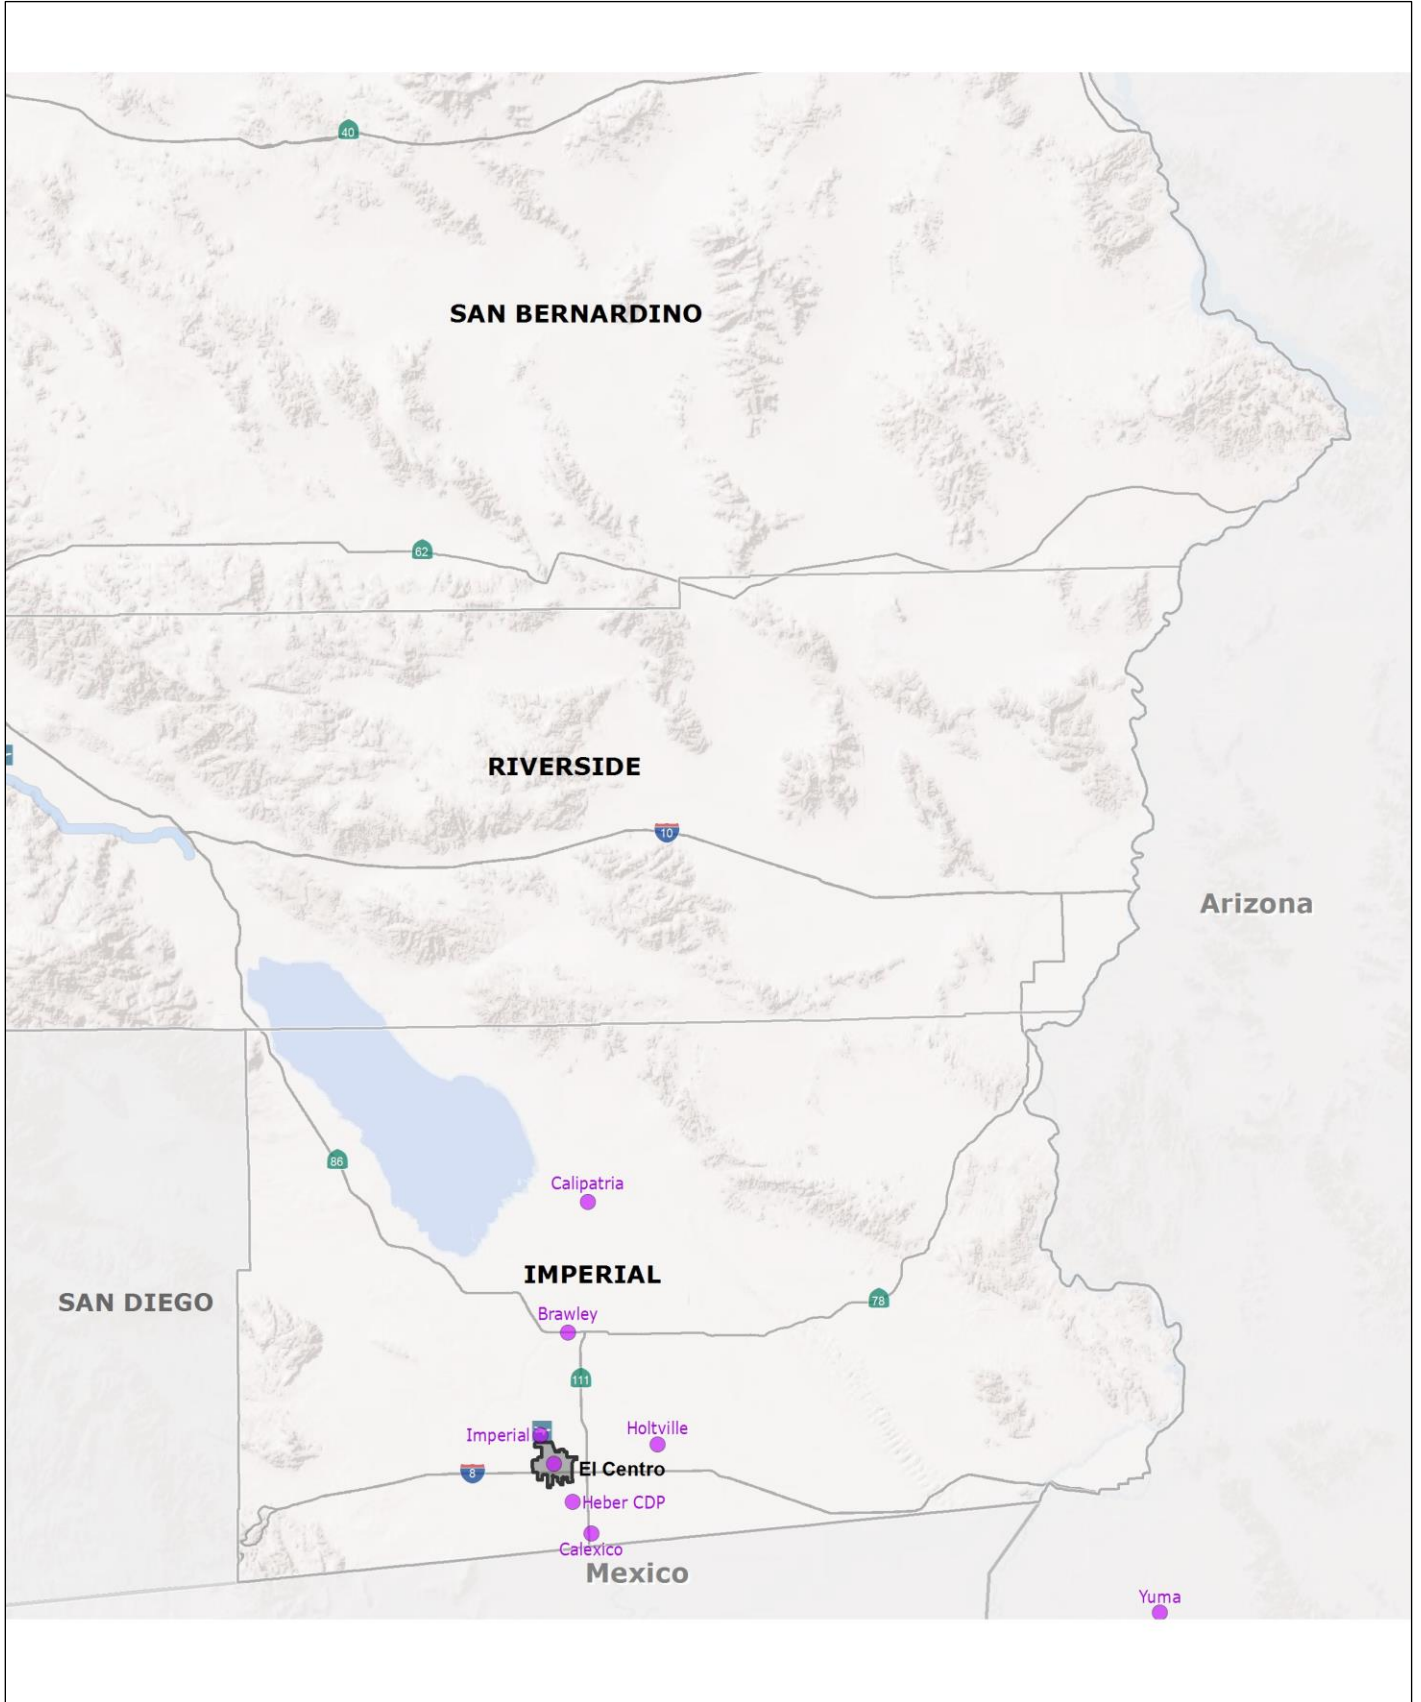 40
SAN BERNARDINO
62
RIVERSIDE
10
Arizona
86
Calipatria
IMPERIAL
SAN DIEGO
78
Brawley
111
Imperial
Holtville
8
El Centro
Heber CDP
Calexico
Mexico
Yuma